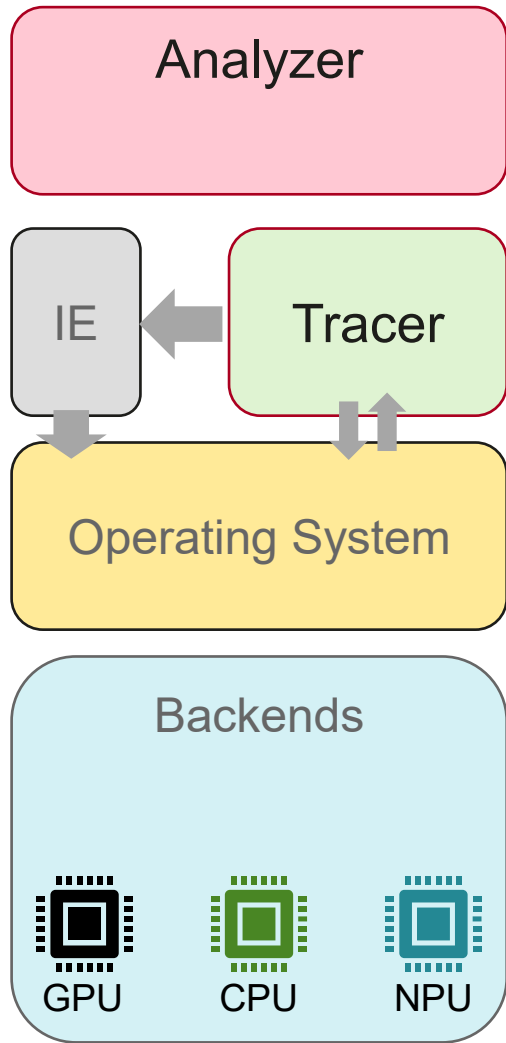 Analyzer
IE
Tracer
Operating System
Backends
GPU
CPU
NPU